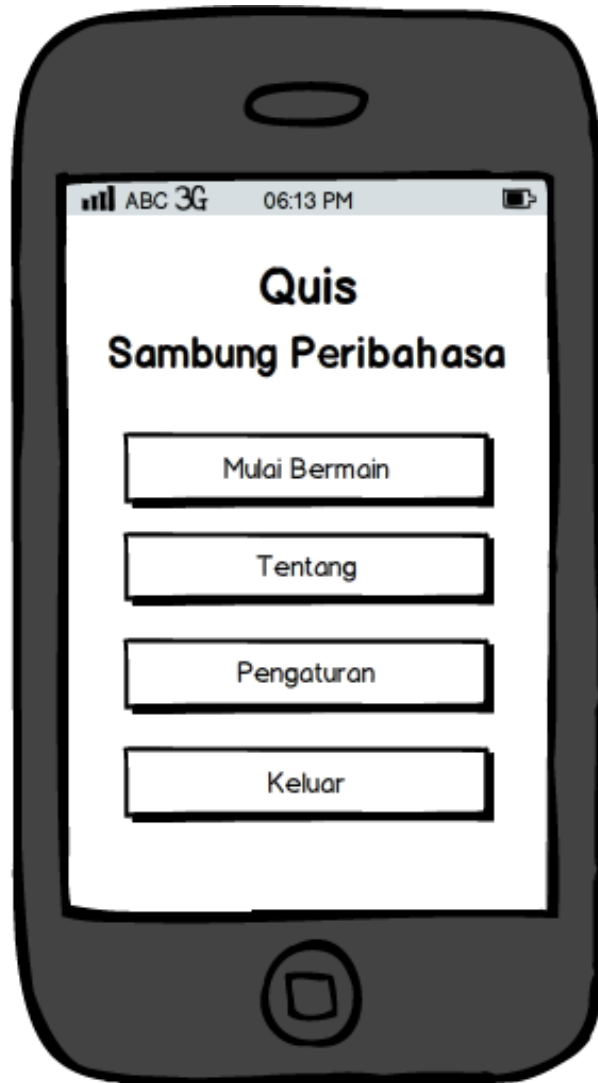 ABC 3G 06:13 PM
Quis
Sambung Peribahasa
Mulai Bermain
Tentang
Pengaturan
Keluar